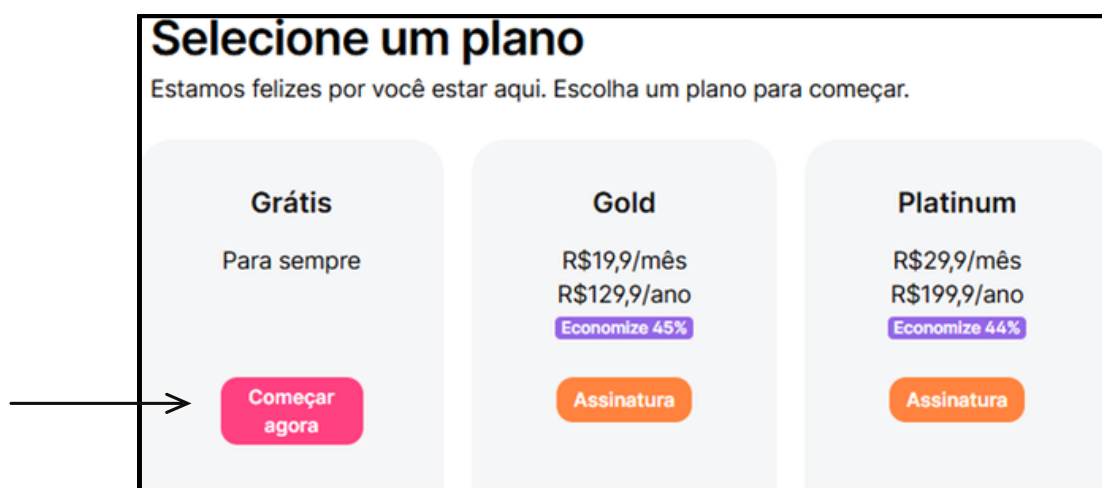 Selecione um plano
Estamos felizes por você estar aqui. Escolha um plano para começar.
Grátis
Para sempre
Começar
agora
Gold
R$19,9/mês
R$129,9/ano
Economize 45%
Assinatura
Platinum
R$29,9/mês
R$199,9/ano
Economize 44%
Assinatura